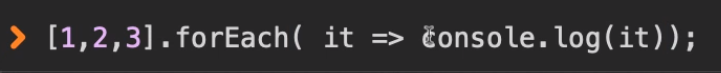 > [1,2,3].forEach( it => console.log(it));